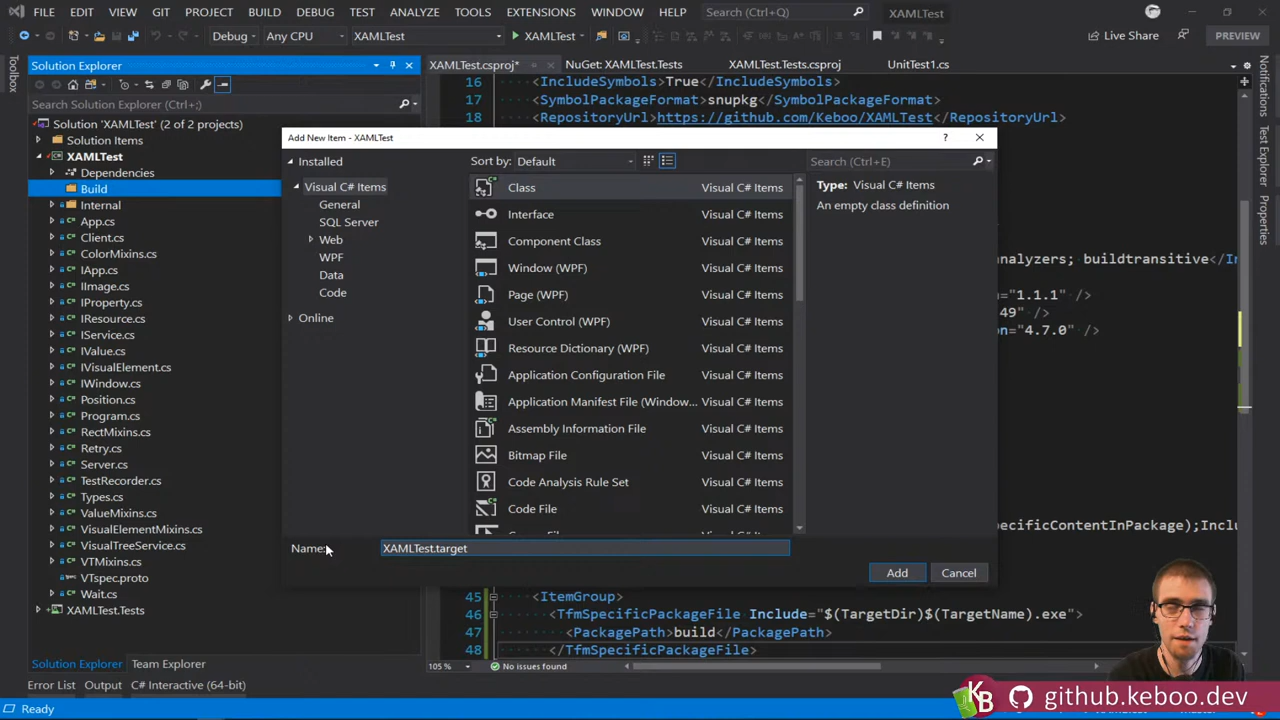 FILE EDIT VIEW GIT PROJECT BUILD DEBUG TEST ANALYZE TOOLS EXTENSIONS WINDOW HELP Search (Ctrl+Q) XAMLTest
Debug Any CPU XAMLTest XAMLTest Live Share PREVIEW
Toolbox
Solution Explorer
Search Solution Explorer (Ctrl+;)
Solution 'XAMLTest' (2 of 2 projects)
Solution Items
XAMLTest
Dependencies
Build
Internal
App.cs
Client.cs
ColorMixins.cs
IApp.cs
IImage.cs
IProperty.cs
IResource.cs
IService.cs
IValue.cs
IVisualElement.cs
IWindow.cs
Position.cs
Program.cs
RectMixins.cs
Retry.cs
Server.cs
TestRecorder.cs
Types.cs
ValueMixins.cs
VisualElementMixins.cs
VisualTreeService.cs
VTMixins.cs
VTspec.proto
Wait.cs
XAMLTest.Tests
Solution Explorer Team Explorer
Error List Output C# Interactive (64-bit)
Ready
XAMLTest.csproj* NuGet: XAMLTest.Tests XAMLTest.Tests.csproj UnitTest1.cs
16 <IncludeSymbols>True</IncludeSymbols>
17 <SymbolPackageFormat>snupkg</SymbolPackageFormat>
18 <RepositoryUrl>https://github.com/Keboo/XAMLTest</RepositoryUrl>
Add New Item - XAMLTest ?
Installed
Visual C# Items
General
SQL Server
Web
WPF
Data
Code
Online
Sort by: Default
Class Visual C# Items
Interface Visual C# Items
Component Class Visual C# Items
Window (WPF) Visual C# Items
Page (WPF) Visual C# Items
User Control (WPF) Visual C# Items
Resource Dictionary (WPF) Visual C# Items
Application Configuration File Visual C# Items
Application Manifest File (Window... Visual C# Items
Assembly Information File Visual C# Items
Bitmap File Visual C# Items
Code Analysis Rule Set Visual C# Items
Code File Visual C# Items
Search (Ctrl+E)
Type: Visual C# Items
An empty class definition
Name: XAMLTest.target
Add Cancel
nalyzers; buildtransitive</In
="1.1.1" />
49" />
on="4.7.0" />
ecificContentInPackage);Inclu
45 <ItemGroup>
46 <TfmSpecificPackageFile Include="$(TargetDir)$(TargetName).exe">
47 <PackagePath>build</PackagePath>
48 </TfmSpecificPackageFile>
105 % No issues found
Notifications
Test Explorer
Git Changes
Properties
KB github.keboo.dev